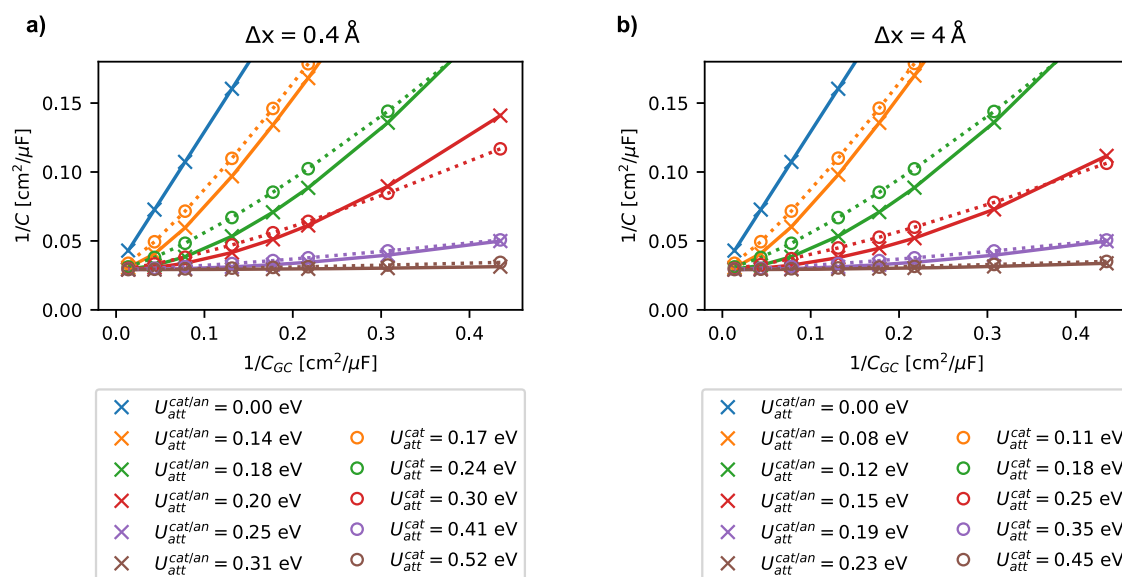 a)
Δx = 0.4 Å
1/C [cm²/µF]
0.15
0.10
0.05
0.00
0.0 0.1 0.2 0.3 0.4
1/C_GC [cm²/µF]
U_att^cat/an = 0.00 eV
U_att^cat/an = 0.14 eV U_att^cat = 0.17 eV
U_att^cat/an = 0.18 eV U_att^cat = 0.24 eV
U_att^cat/an = 0.20 eV U_att^cat = 0.30 eV
U_att^cat/an = 0.25 eV U_att^cat = 0.41 eV
U_att^cat/an = 0.31 eV U_att^cat = 0.52 eV
b)
Δx = 4 Å
1/C [cm²/µF]
0.15
0.10
0.05
0.00
0.0 0.1 0.2 0.3 0.4
1/C_GC [cm²/µF]
U_att^cat/an = 0.00 eV
U_att^cat/an = 0.08 eV U_att^cat = 0.11 eV
U_att^cat/an = 0.12 eV U_att^cat = 0.18 eV
U_att^cat/an = 0.15 eV U_att^cat = 0.25 eV
U_att^cat/an = 0.19 eV U_att^cat = 0.35 eV
U_att^cat/an = 0.23 eV U_att^cat = 0.45 eV